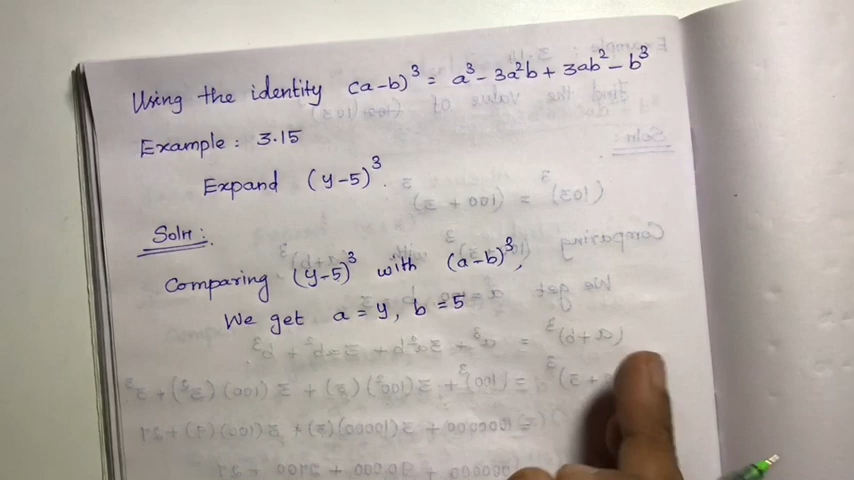 Using the identity (a-b)³ = a³ - 3a²b + 3ab² - b³
Example : 3.15
Expand (y-5)³.
Soln:
Comparing (y-5)³ with (a-b)³,
We get a = y, b = 5